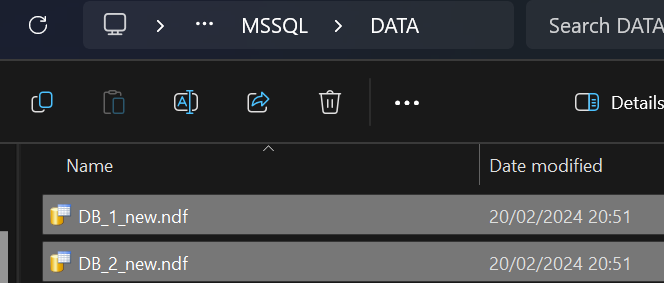 ··· MSSQL > DATA Search DATA
··· Details
Name Date modified
DB_1_new.ndf 20/02/2024 20:51
DB_2_new.ndf 20/02/2024 20:51